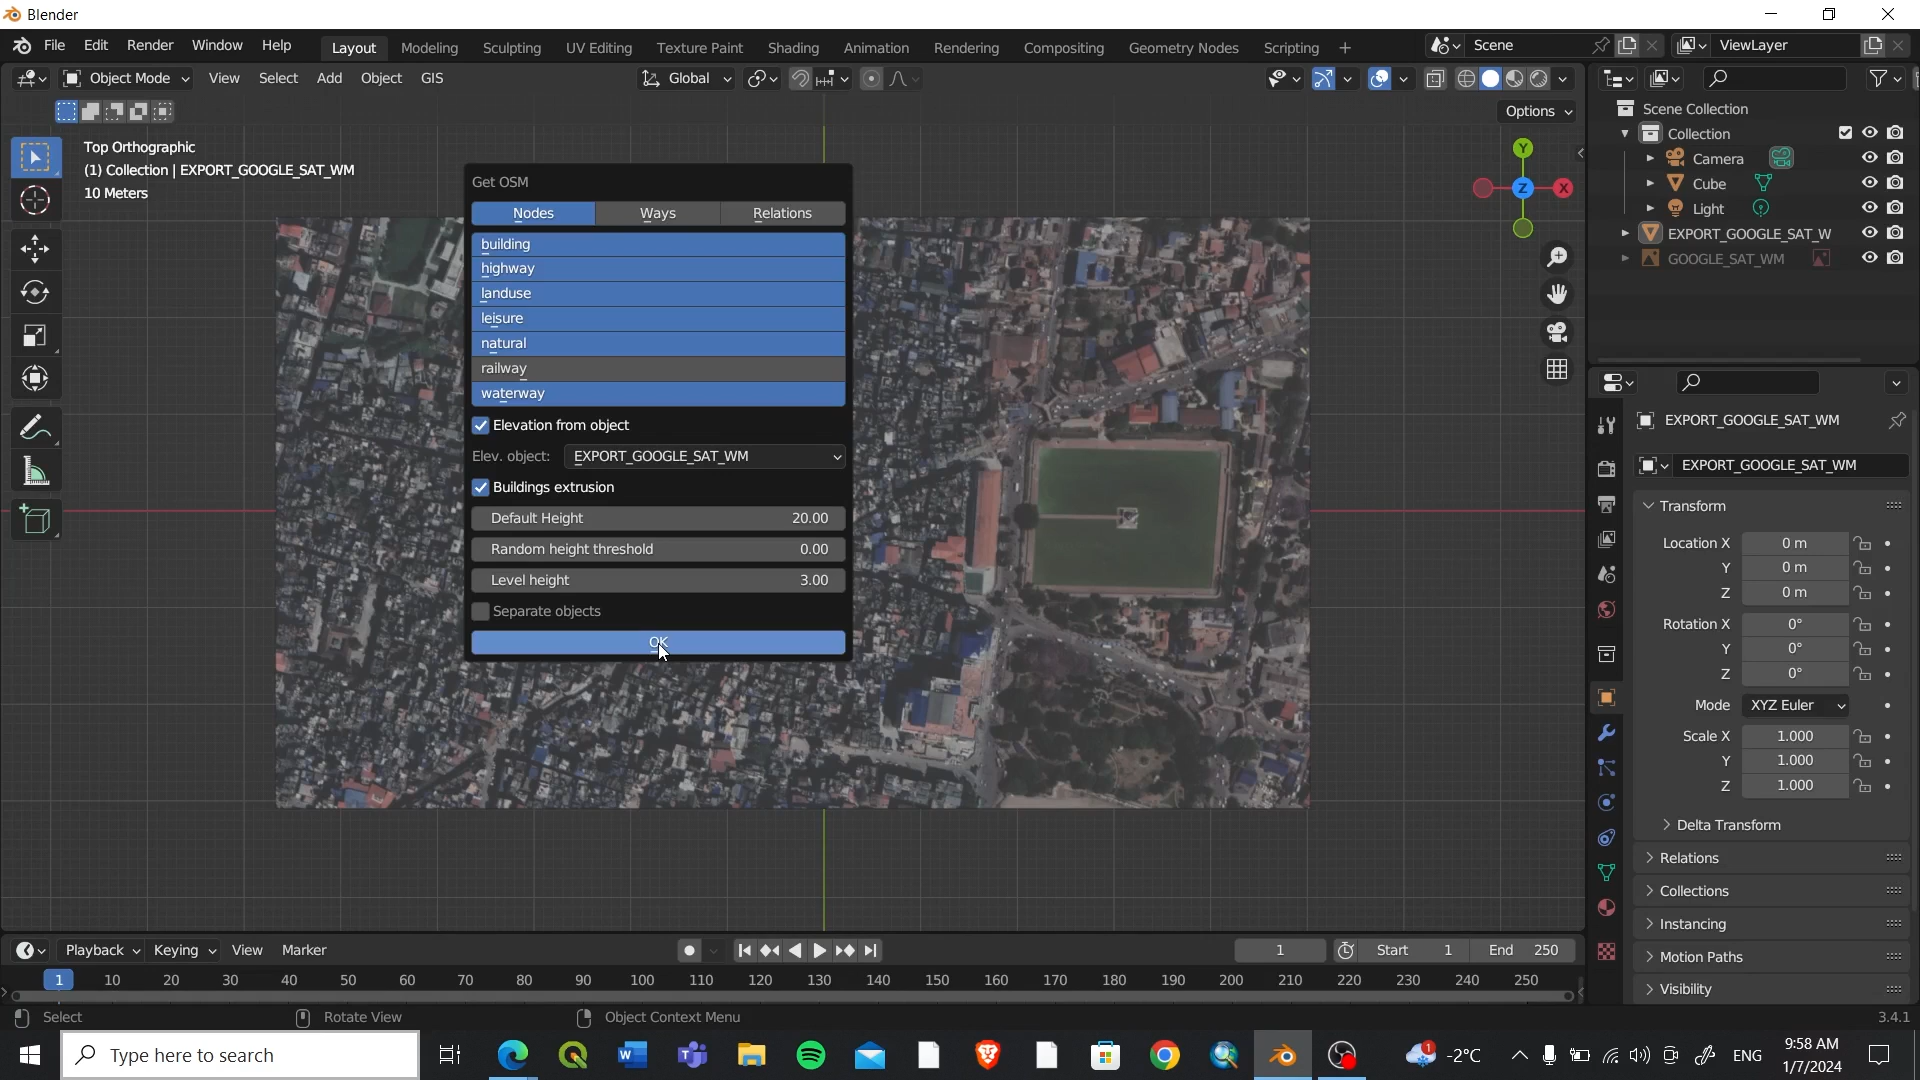 Blender
File Edit Render Window Help Layout Modeling Sculpting UV Editing Texture Paint Shading Animation Rendering Compositing Geometry Nodes Scripting + Scene ViewLayer
Object Mode View Select Add Object GIS Global
Options
Top Orthographic
(1) Collection | EXPORT_GOOGLE_SAT_WM
10 Meters
Y
X
Z
Get OSM
Nodes Ways Relations
building
highway
landuse
leisure
natural
railway
waterway
Elevation from object
Elev. object: EXPORT_GOOGLE_SAT_WM
Buildings extrusion
Default Height 20.00
Random height threshold 0.00
Level height 3.00
Separate objects
OK
Scene Collection
Collection
Camera
Cube
Light
EXPORT_GOOGLE_SAT_W
GOOGLE_SAT_WM
EXPORT_GOOGLE_SAT_WM
EXPORT_GOOGLE_SAT_WM
Transform
Location X 0 m
Y 0 m
Z 0 m
Rotation X 0°
Y 0°
Z 0°
Mode XYZ Euler
Scale X 1.000
Y 1.000
Z 1.000
Delta Transform
Relations
Collections
Instancing
Motion Paths
Visibility
Playback Keying View Marker 1 Start 1 End 250
1 10 20 30 40 50 60 70 80 90 100 110 120 130 140 150 160 170 180 190 200 210 220 230 240 250
Select Rotate View Object Context Menu 3.4.1
Type here to search 1 -2°C ENG 9:58 AM
1/7/2024